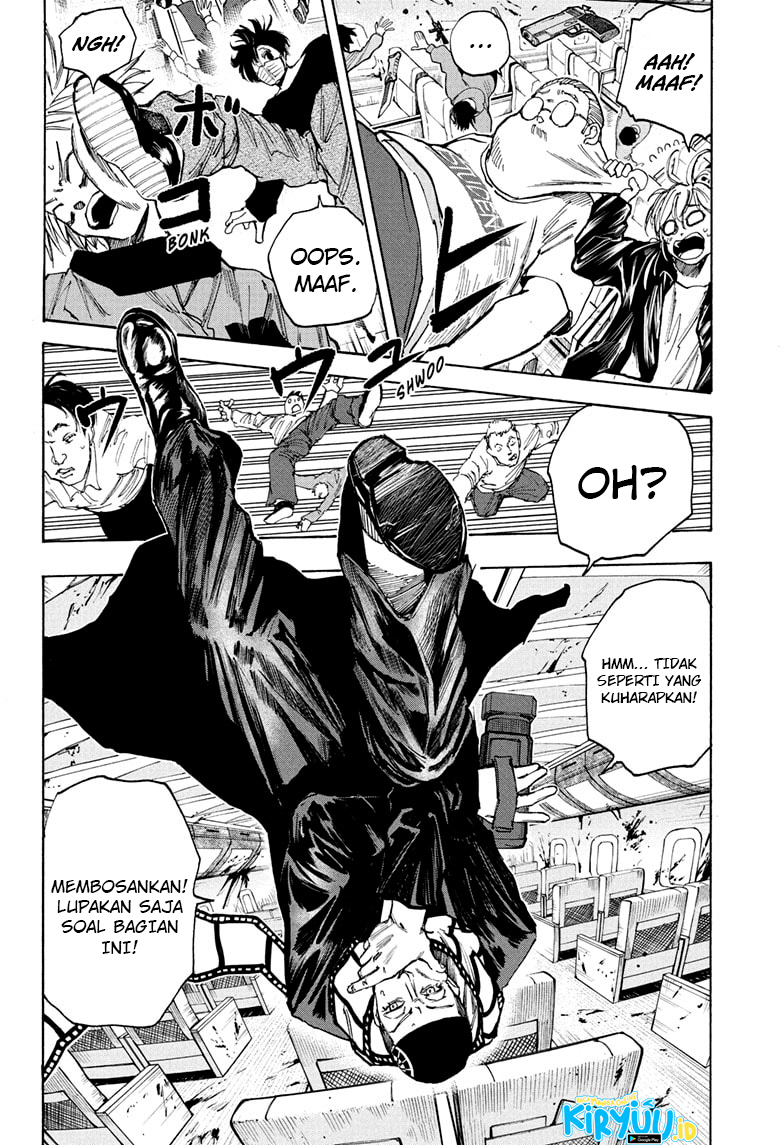 AAH!
MAAF!
...
NGH!
ボ
コ
BONK
OOPS.
MAAF.
ビュウウ
SHWOO
OH?
HMM... TIDAK
SEPERTI YANG
KUHARAPKAN!
MEMBOSANKAN!
LUPAKAN SAJA
SOAL BAGIAN
INI!
KIRYUU.id